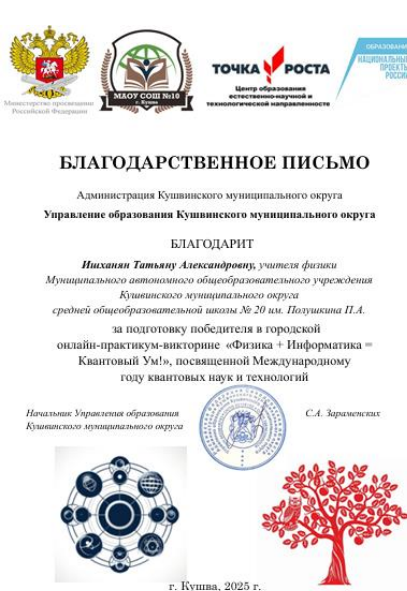 Министерство просвещения
Российской Федерации
МАОУ СОШ №10
г. Кушва
ТОЧКА РОСТА
Центр образования
естественно-научной и
технологической направленностей
ОБРАЗОВАНИ
НАЦИОНАЛЬНЫЕ
ПРОЕКТЫ
РОССИИ
БЛАГОДАРСТВЕННОЕ ПИСЬМО
Администрация Кушвинского муниципального округа
Управление образования Кушвинского муниципального округа
БЛАГОДАРИТ
Ишханян Татьяну Александровну, учителя физики
Муниципального автономного общеобразовательного учреждения
Кушвинского муниципального округа
средней общеобразовательной школы № 20 им. Полушкина П.А.
за подготовку победителя в городской
онлайн-практикум-викторине «Физика + Информатика =
Квантовый Ум!», посвященной Международному
году квантовых наук и технологий
Начальник Управления образования
Кушвинского муниципального округа
С.А. Зараменских
г. Кушва, 2025 г.